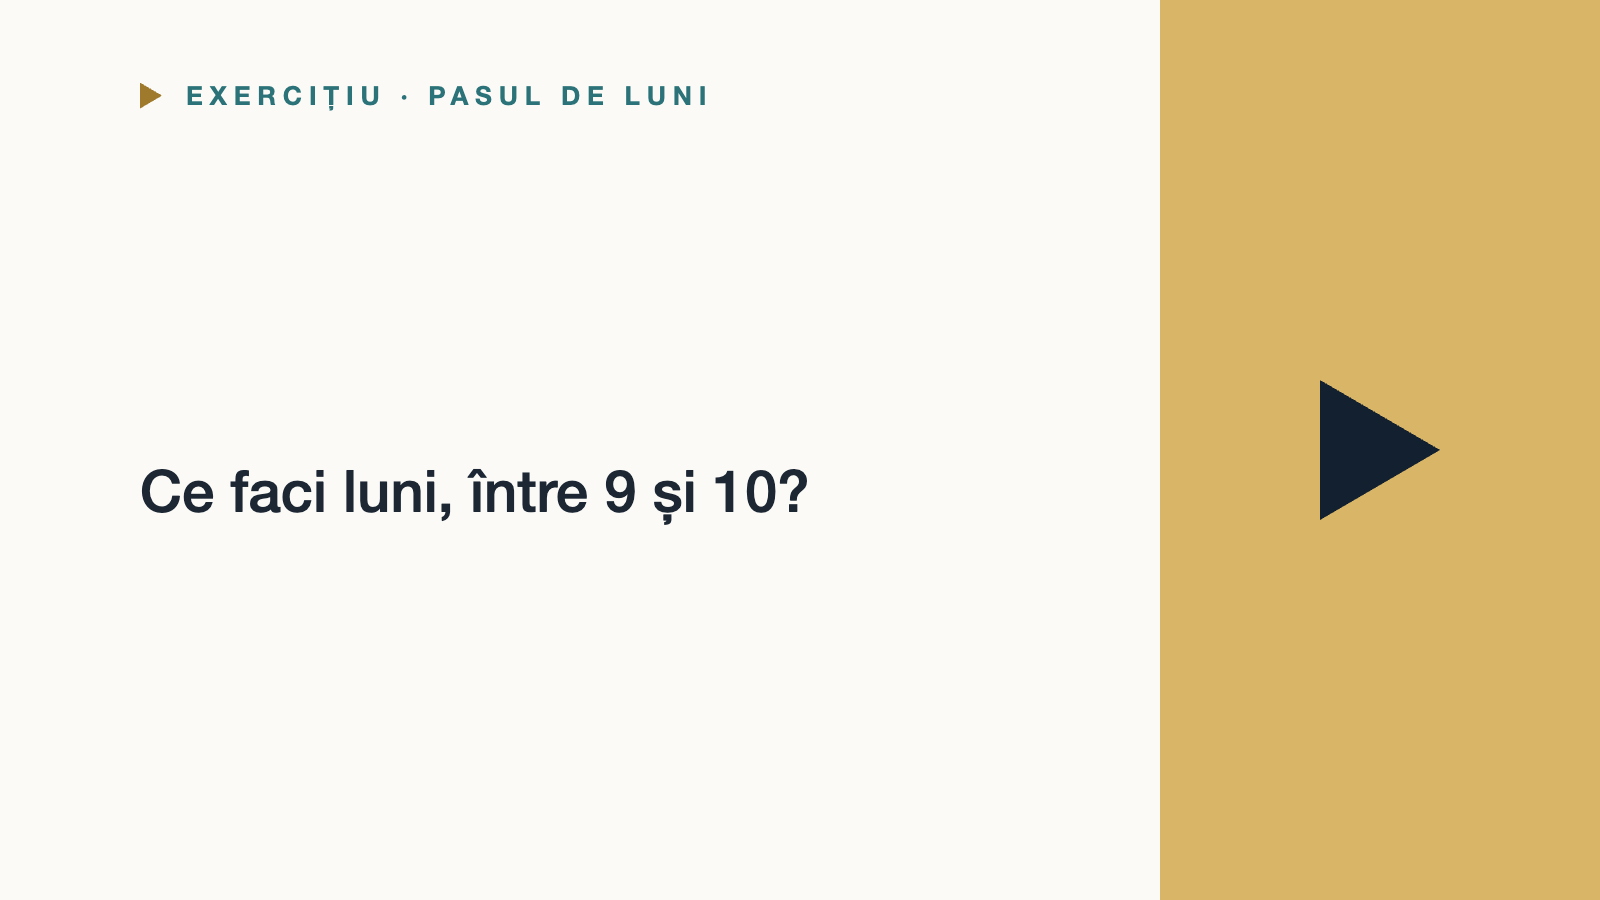 EXERCIȚIU · PASUL DE LUNI
Ce faci luni, între 9 și 10?